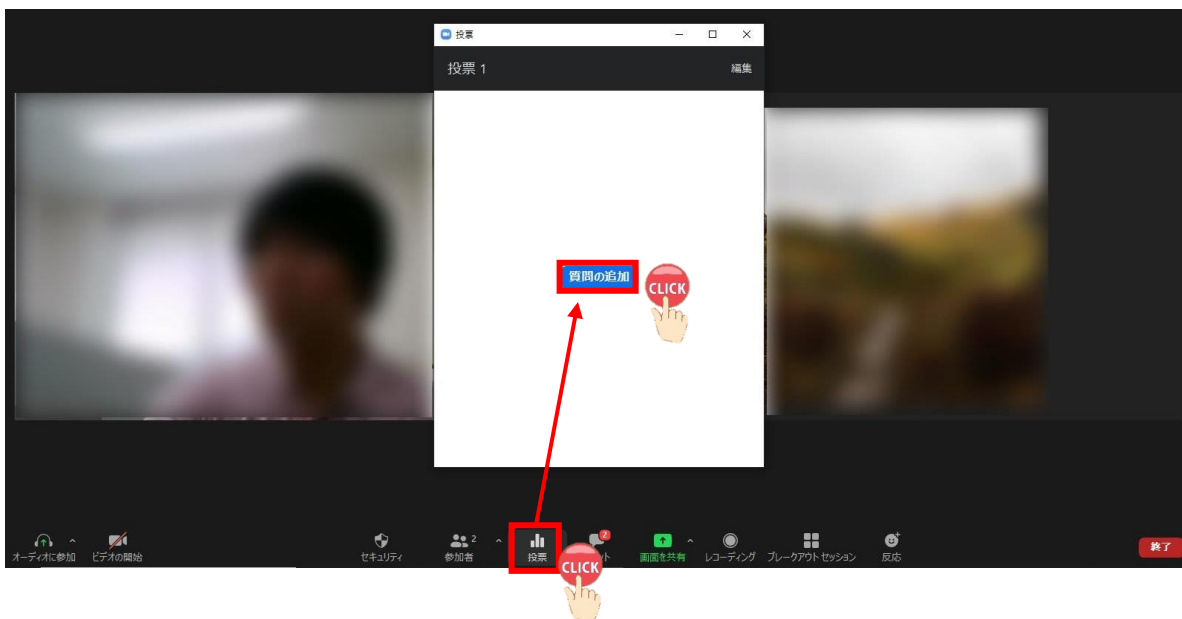 投票
投票 1
編集
質問の追加
CLICK
オーディオに参加
ビデオの開始
セキュリティ
参加者
2
投票
CLICK
ト
2
画面を共有
レコーディング
ブレークアウトセッション
反応
終了